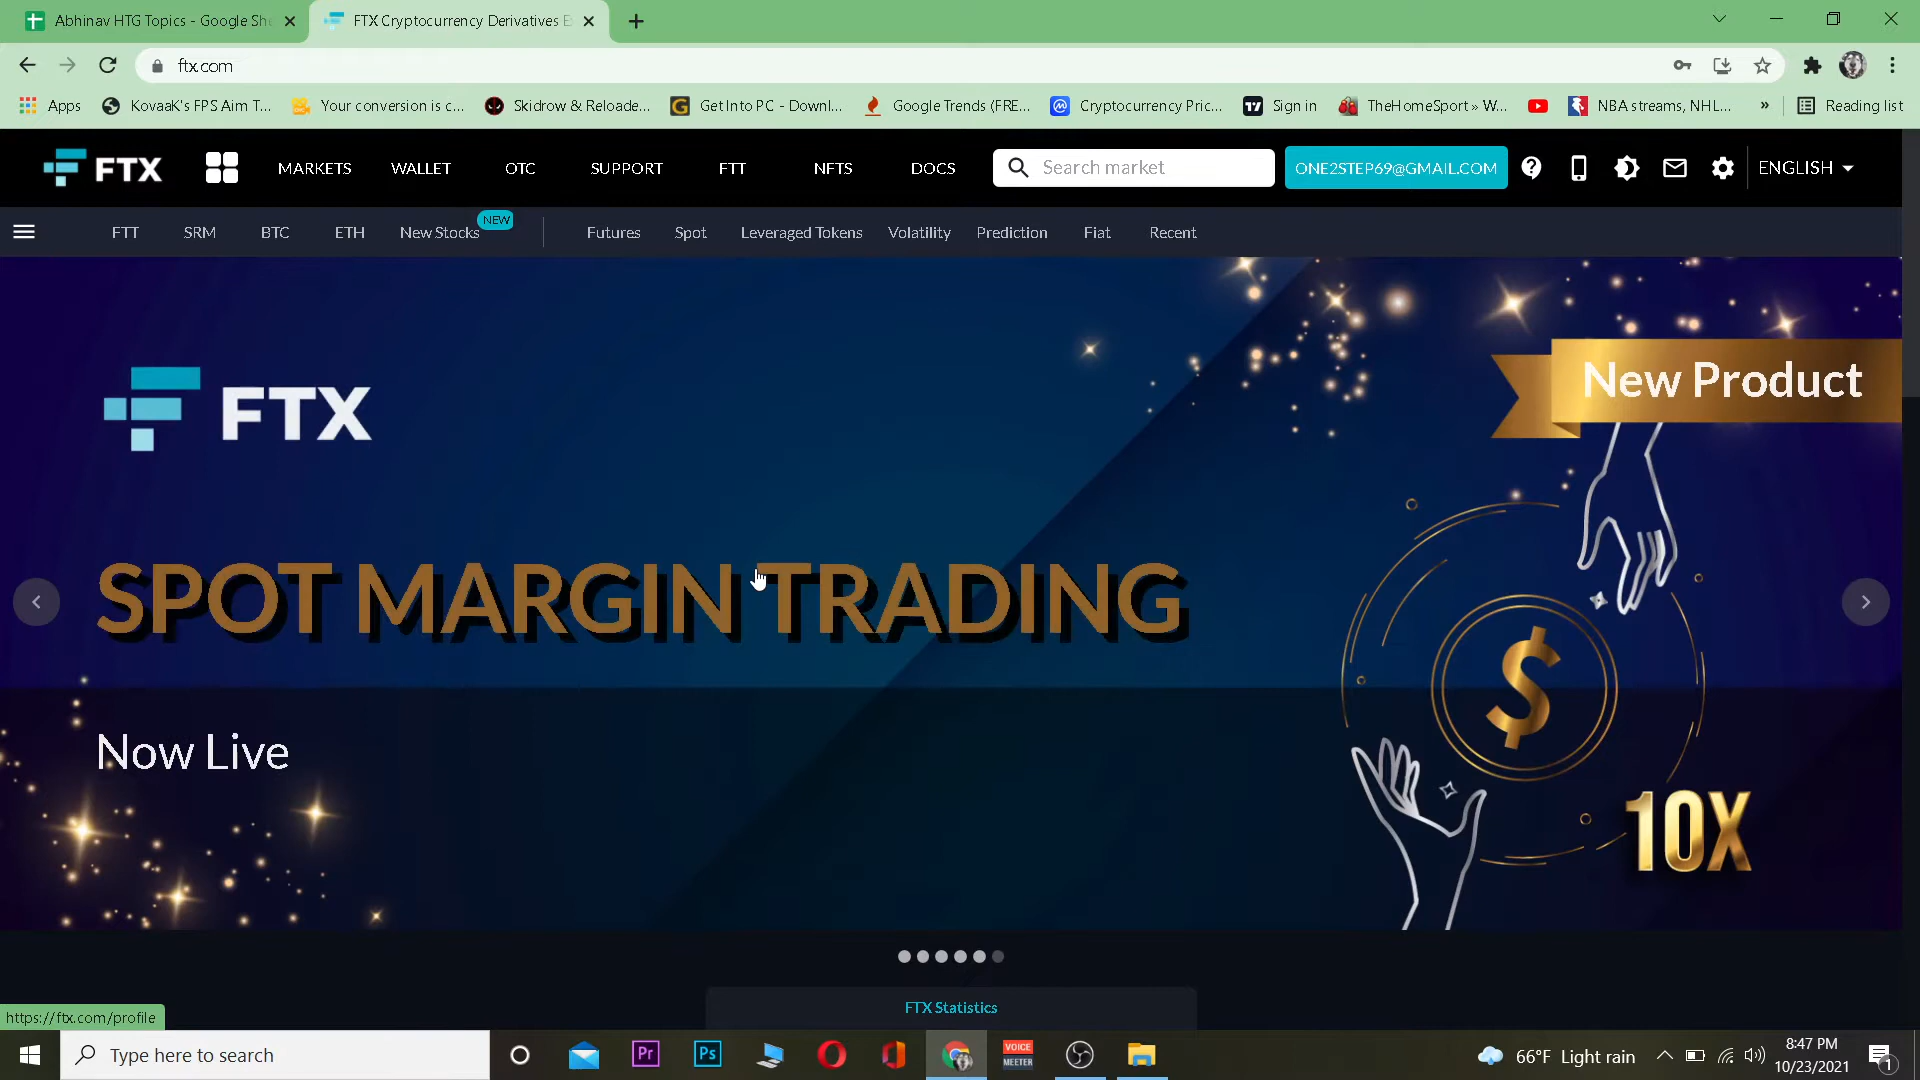 Abhinav HTG Topics - Google She
FTX Cryptocurrency Derivatives E
ftx.com
Apps
KovaaK's FPS Aim T...
Your conversion is c...
Skidrow & Reloade...
Get Into PC - Downl...
Google Trends (FRE...
Cryptocurrency Pric...
Sign in
TheHomeSport » W...
NBA streams, NHL...
»
Reading list
FTX
MARKETS
WALLET
OTC
SUPPORT
FTT
NFTS
DOCS
Search market
ONE2STEP69@GMAIL.COM
ENGLISH
FTT
SRM
BTC
ETH
New Stocks
NEW
Futures
Spot
Leveraged Tokens
Volatility
Prediction
Fiat
Recent
New Product
FTX
SPOT MARGIN TRADING
Now Live
$
10X
FTX Statistics
https://ftx.com/profile
Type here to search
Pr
Ps
VOICE
MEETER
66°F Light rain
8:47 PM
10/23/2021
1